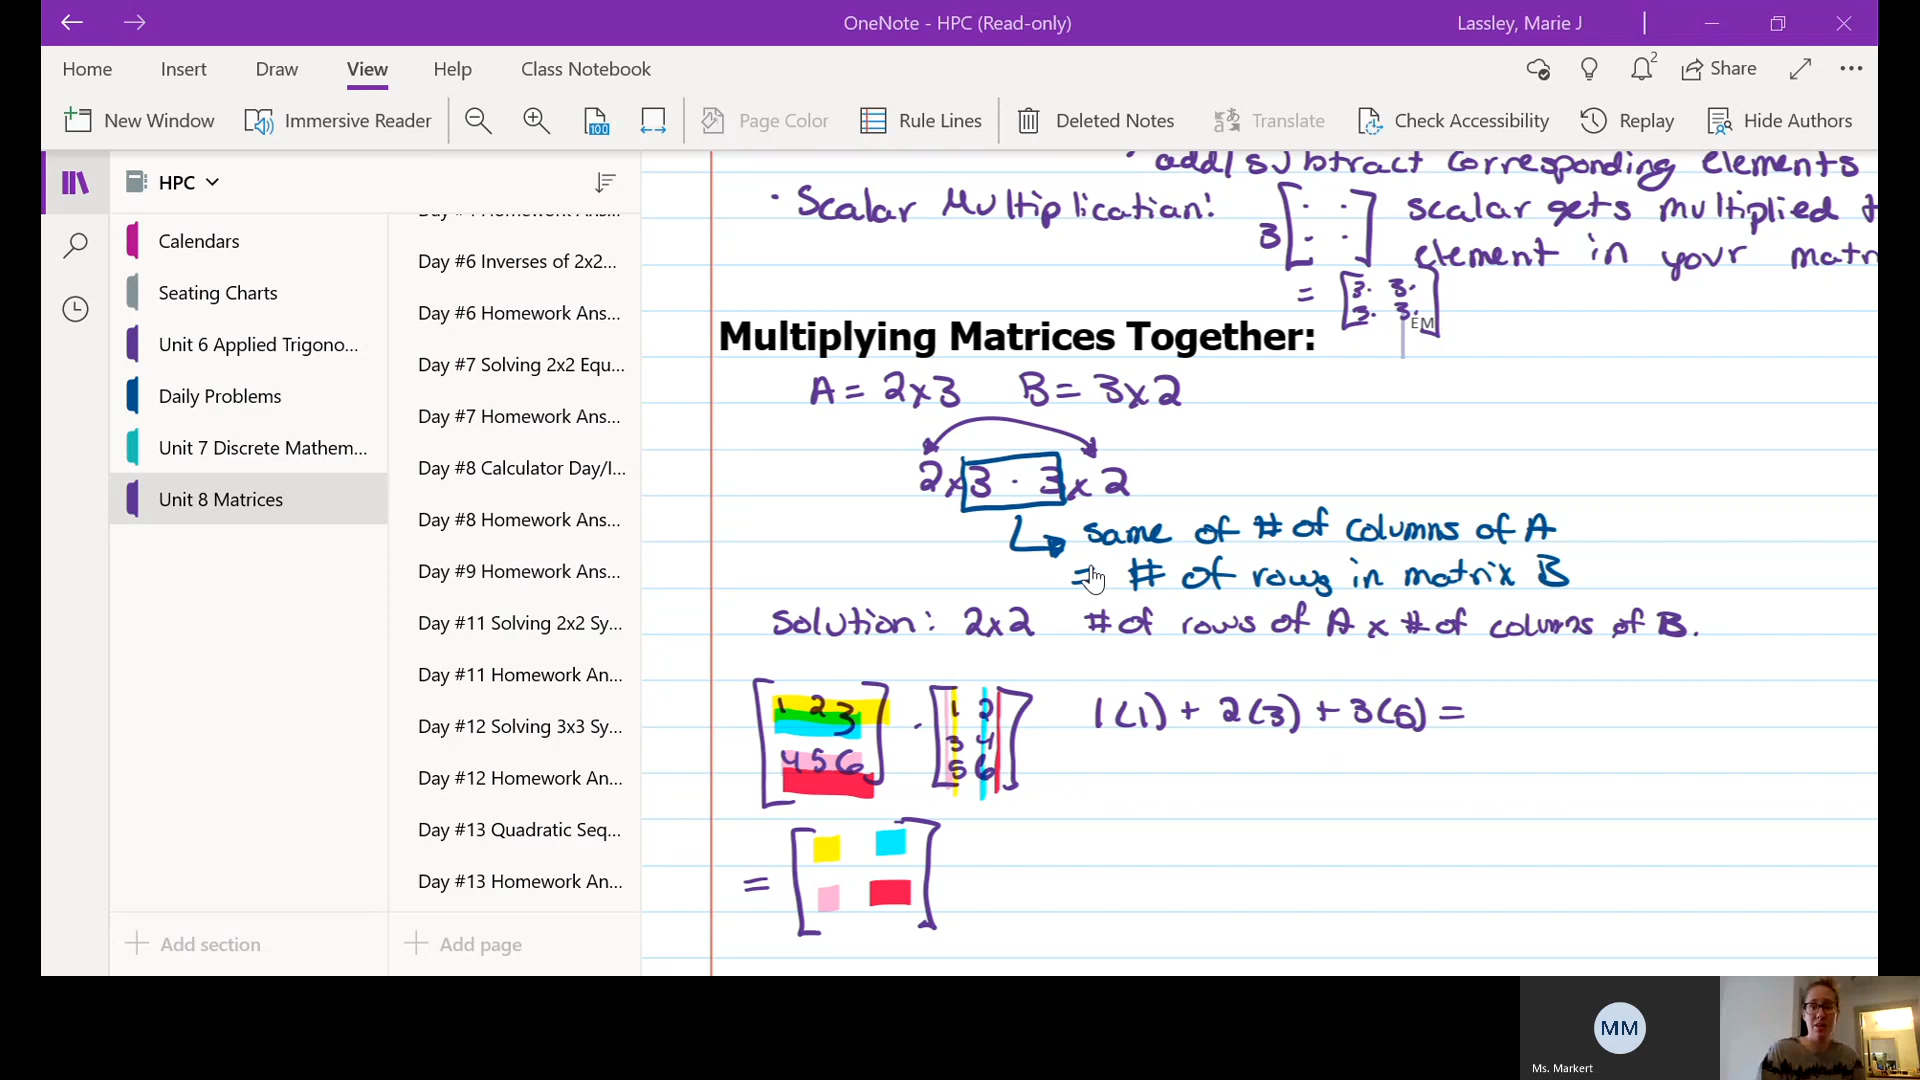 OneNote - HPC (Read-only)
Lassley, Marie J
Home Insert Draw View Help Class Notebook
2 Share
New Window Immersive Reader 100 Page Color Rule Lines Deleted Notes Translate Check Accessibility Replay Hide Authors
HPC
Calendars
Seating Charts
Unit 6 Applied Trigono...
Daily Problems
Unit 7 Discrete Mathem...
Unit 8 Matrices
Add section
Day #6 Inverses of 2x2...
Day #6 Homework Ans...
Day #7 Solving 2x2 Equ...
Day #7 Homework Ans...
Day #8 Calculator Day/I...
Day #8 Homework Ans...
Day #9 Homework Ans...
Day #11 Solving 2x2 Sy...
Day #11 Homework An...
Day #12 Solving 3x3 Sy...
Day #12 Homework An...
Day #13 Quadratic Seq...
Day #13 Homework An...
Add page
· add/subtract corresponding elements
· Scalar Multiplication: 3 [ · · · · ] scalar gets multiplied
element in your matr
= [ 3· 3· 3· 3· ]
EM
Multiplying Matrices Together:
A = 2x3 B = 3x2
2x3 · 3x2
same of # of columns of A
= # of rows in matrix B
Solution: 2x2 # of rows of A x # of columns of B.
1 2 3 · 1 2 1(1) + 2(3) + 3(5) =
3 4
4 5 6 5 6
=
MM
Ms. Markert